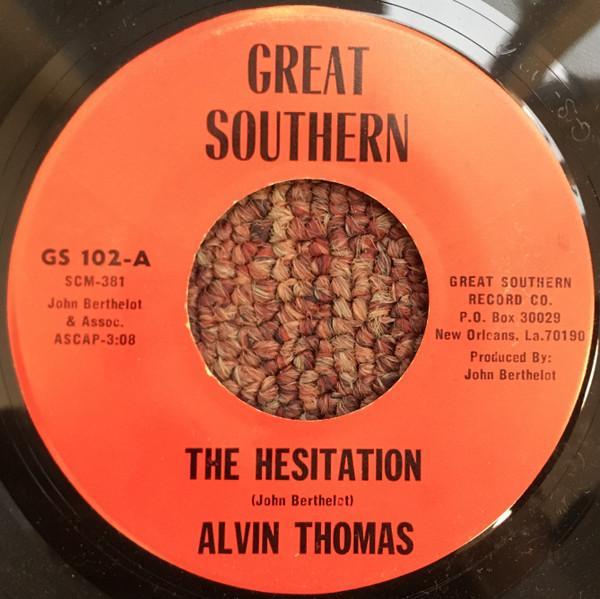 GREAT
SOUTHERN
GS 102-A
SCM-381
John Berthelot
& Assoc.
ASCAP-3:08
GREAT SOUTHERN
RECORD CO.
P.O. Box 30029
New Orleans, La.70190
Produced By:
John Berthelot
THE HESITATION
(John Berthelot)
ALVIN THOMAS